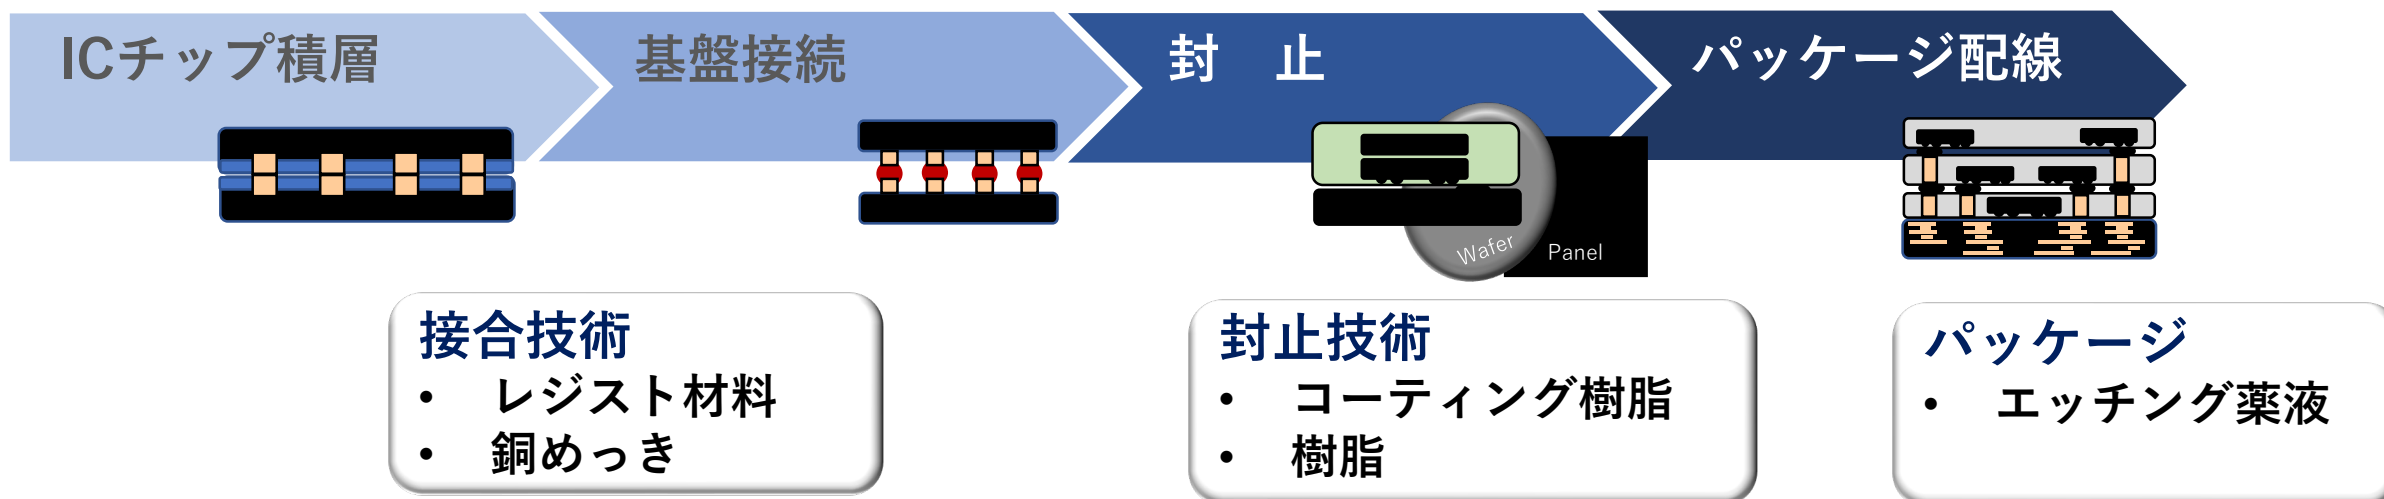 ICチップ積層
基盤接続
封　止
パッケージ配線
Wafer
Panel
接合技術
• レジスト材料
• 銅めっき
封止技術
• コーティング樹脂
• 樹脂
パッケージ
• エッチング薬液